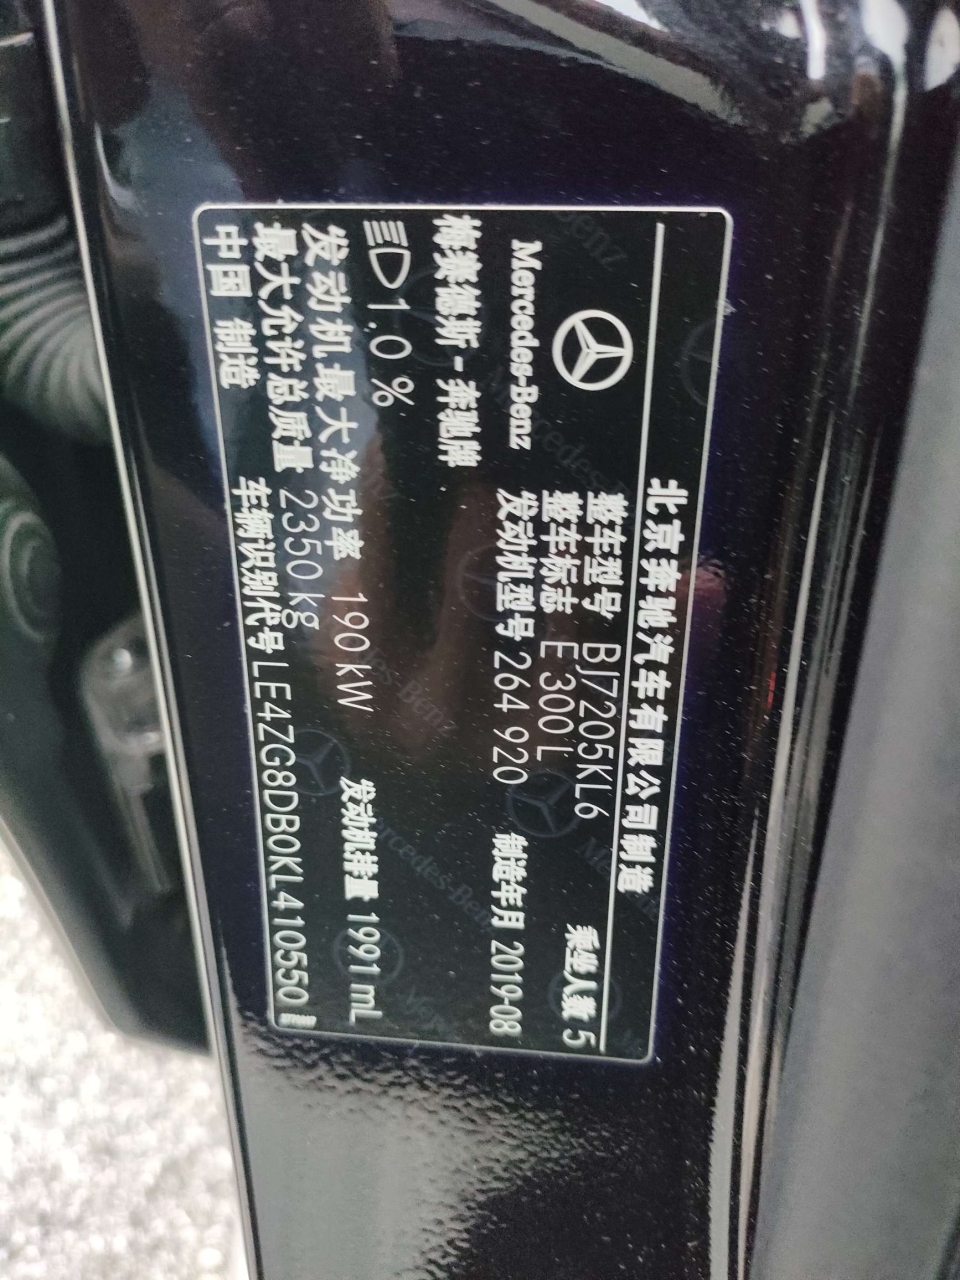 北京奔驰汽车有限公司制造
Mercedes-Benz
梅赛德斯-奔驰牌
整车型号 BJ7205KL6
乘坐人数 5
整车标志 E 300 L
发动机型号 264 920
制造年月 2019-08
1.0 %
发动机最大净功率 190 kW
发动机排量 1991 mL
最大允许总质量 2350 kg
中国 制造
车辆识别代号 LE4ZG8DB0KL410550